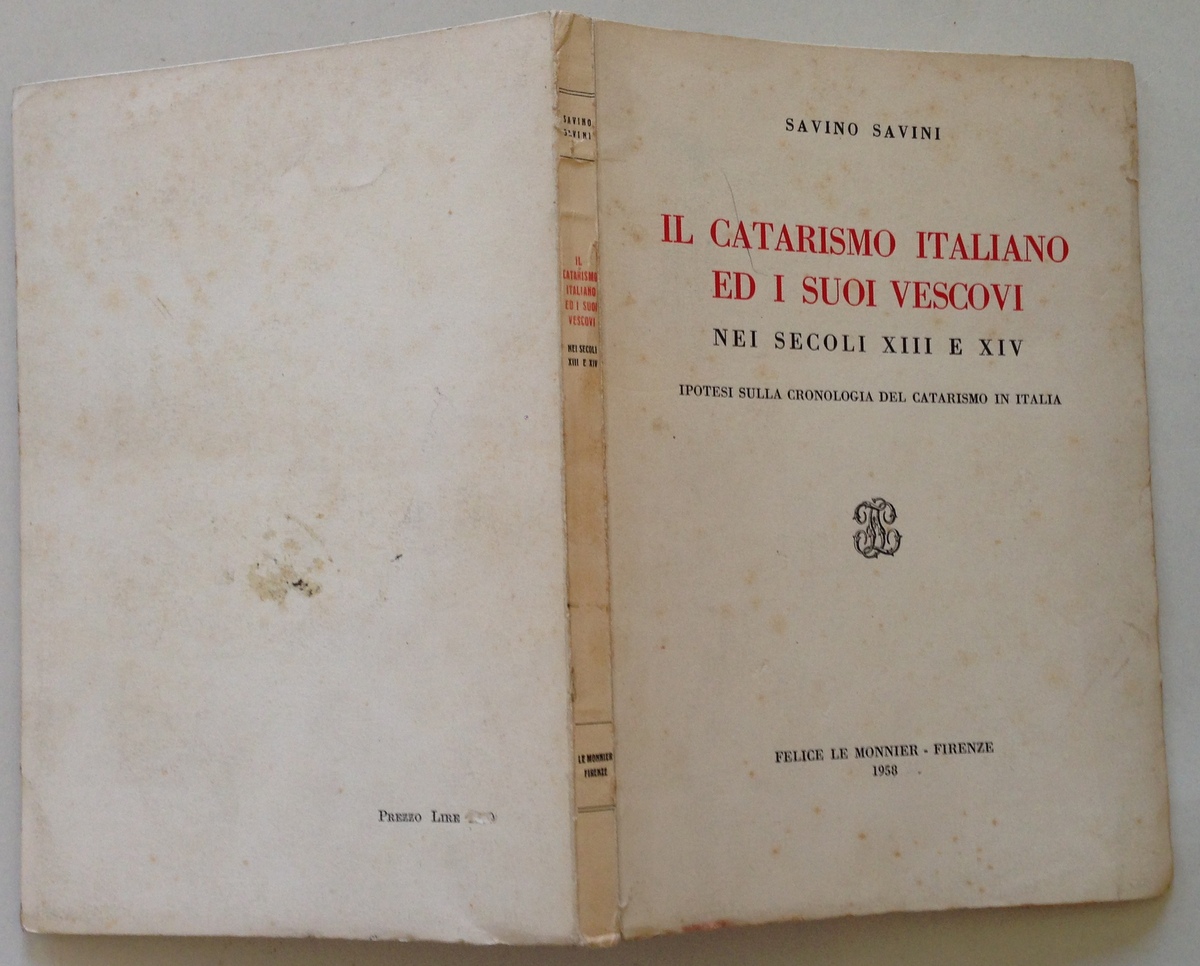 SAVINO SAVINI
IL CATARISMO ITALIANO
ED I SUOI VESCOVI
NEI SECOLI XIII E XIV
IPOTESI SULLA CRONOLOGIA DEL CATARISMO IN ITALIA
FELICE LE MONNIER - FIRENZE
1958
SAVINO
SAVINI
IL
CATARISMO
ITALIANO
ED I SUOI
VESCOVI
NEI SECOLI
XIII E XIV
LE MONNIER
FIRENZE
PREZZO LIRE